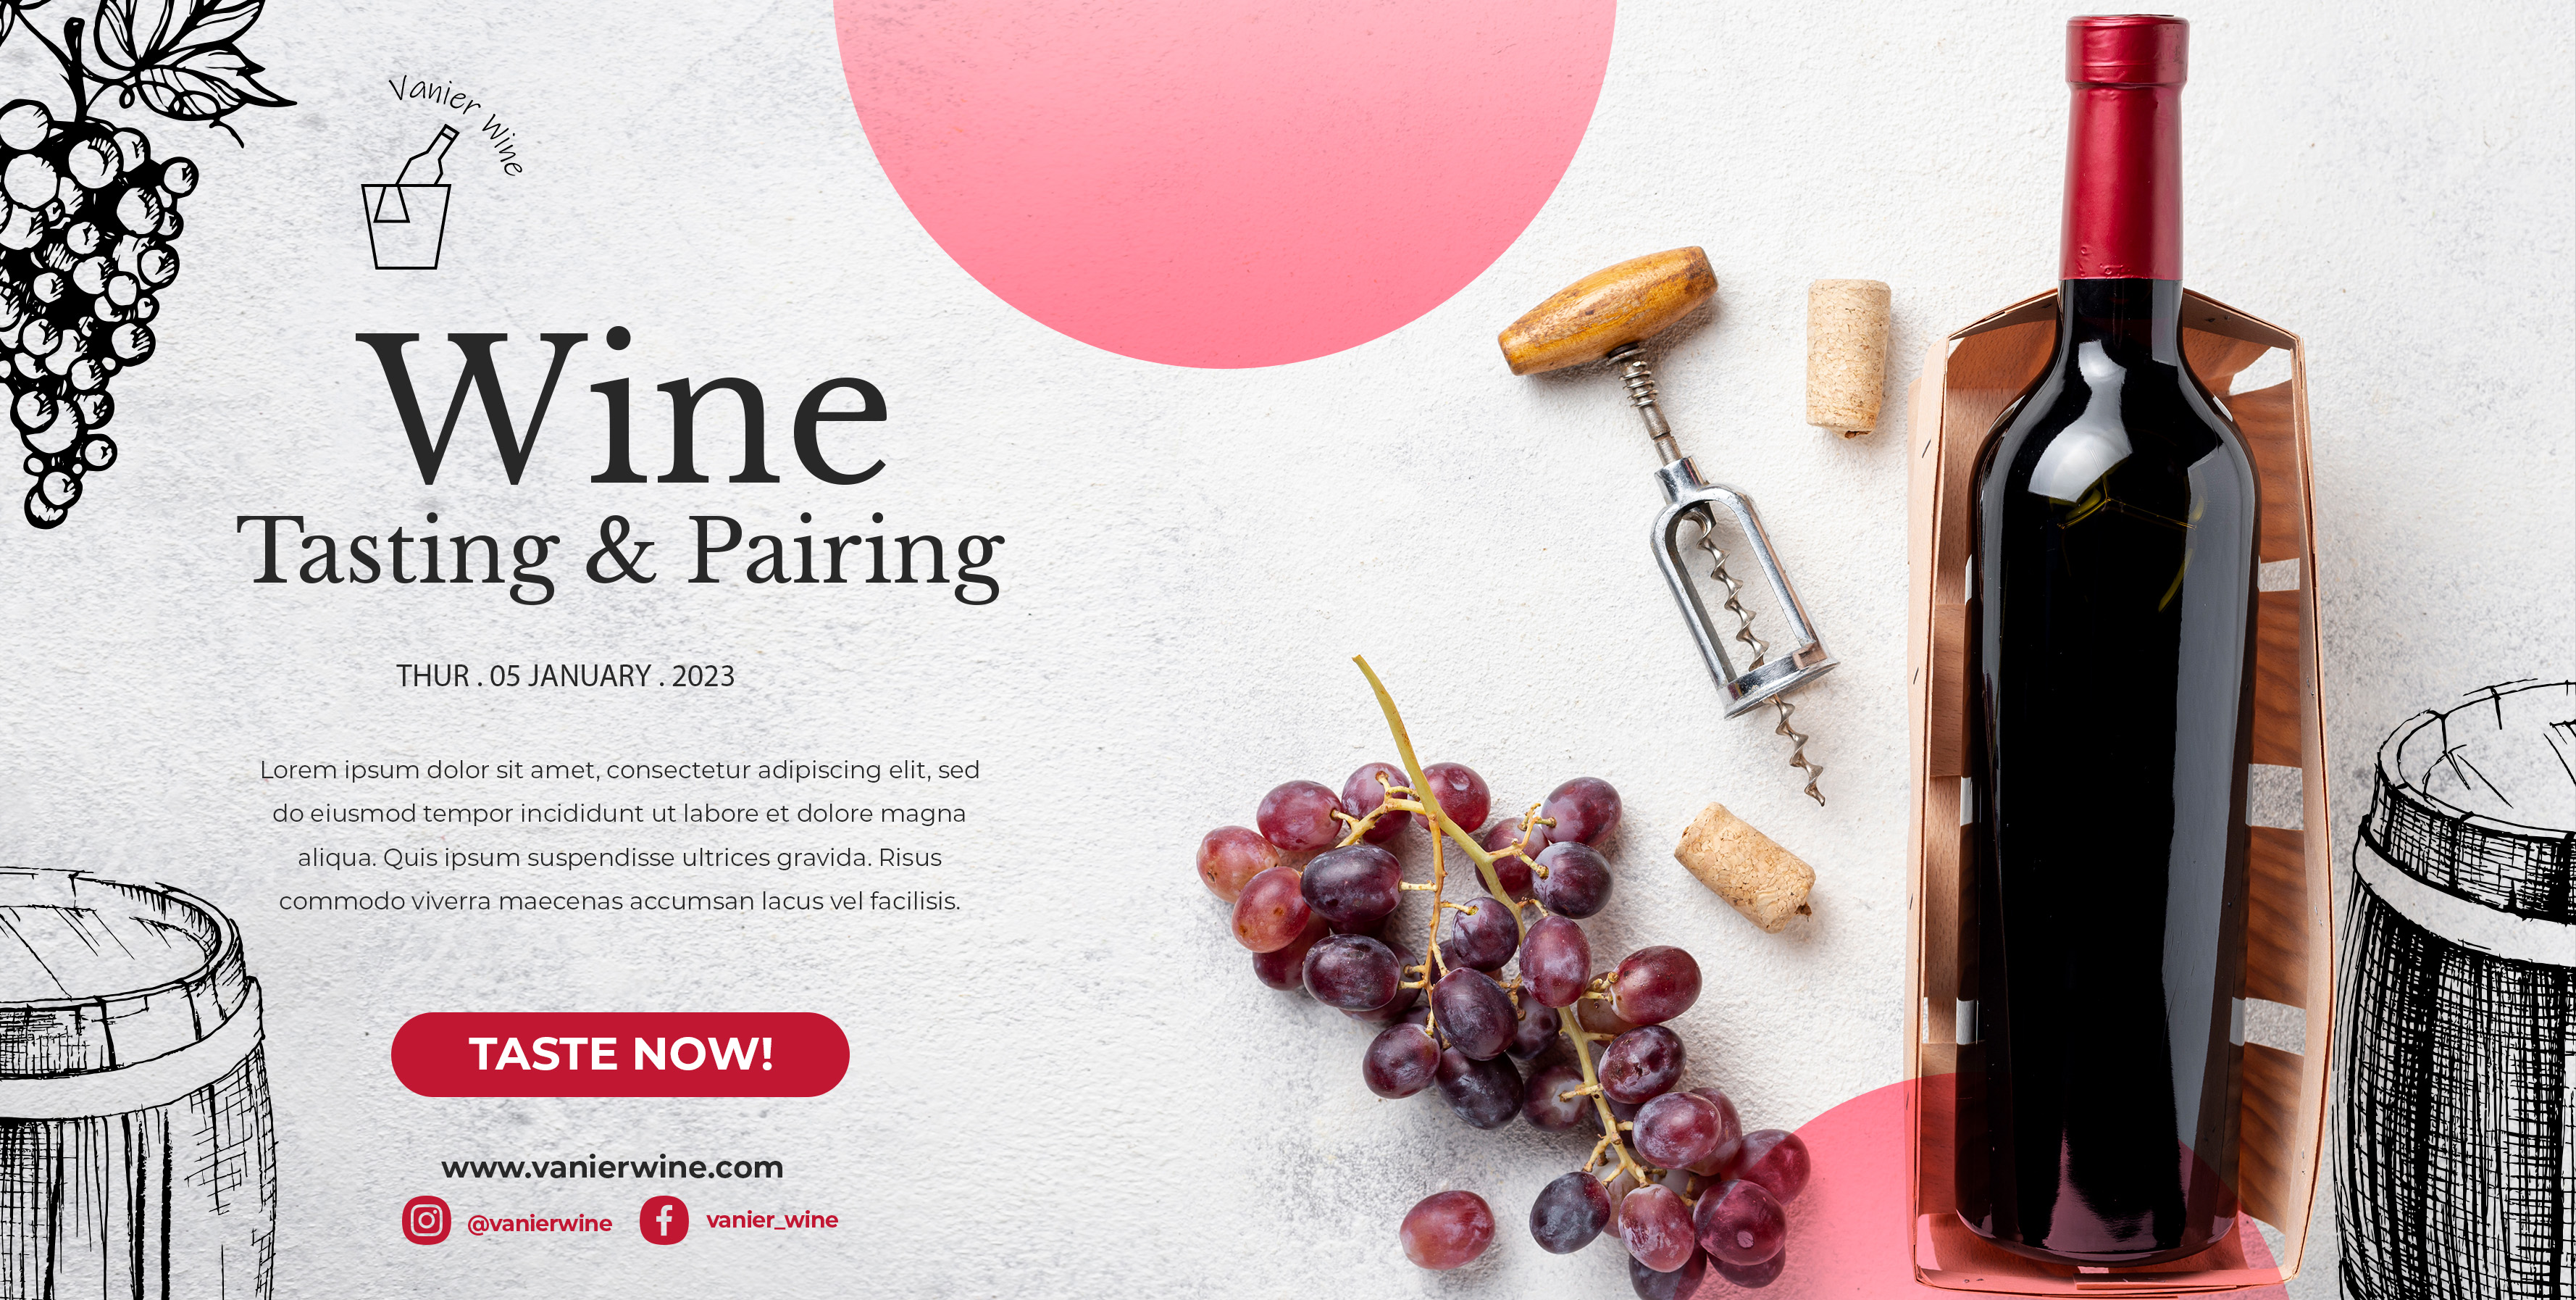 Vanier Wine
Wine
Tasting & Pairing
THUR . 05 JANUARY . 2023
Lorem ipsum dolor sit amet, consectetur adipiscing elit, sed
do eiusmod tempor incididunt ut labore et dolore magna
aliqua. Quis ipsum suspendisse ultrices gravida. Risus
commodo viverra maecenas accumsan lacus vel facilisis.
TASTE NOW!
www.vanierwine.com
@vanierwine vanier_wine